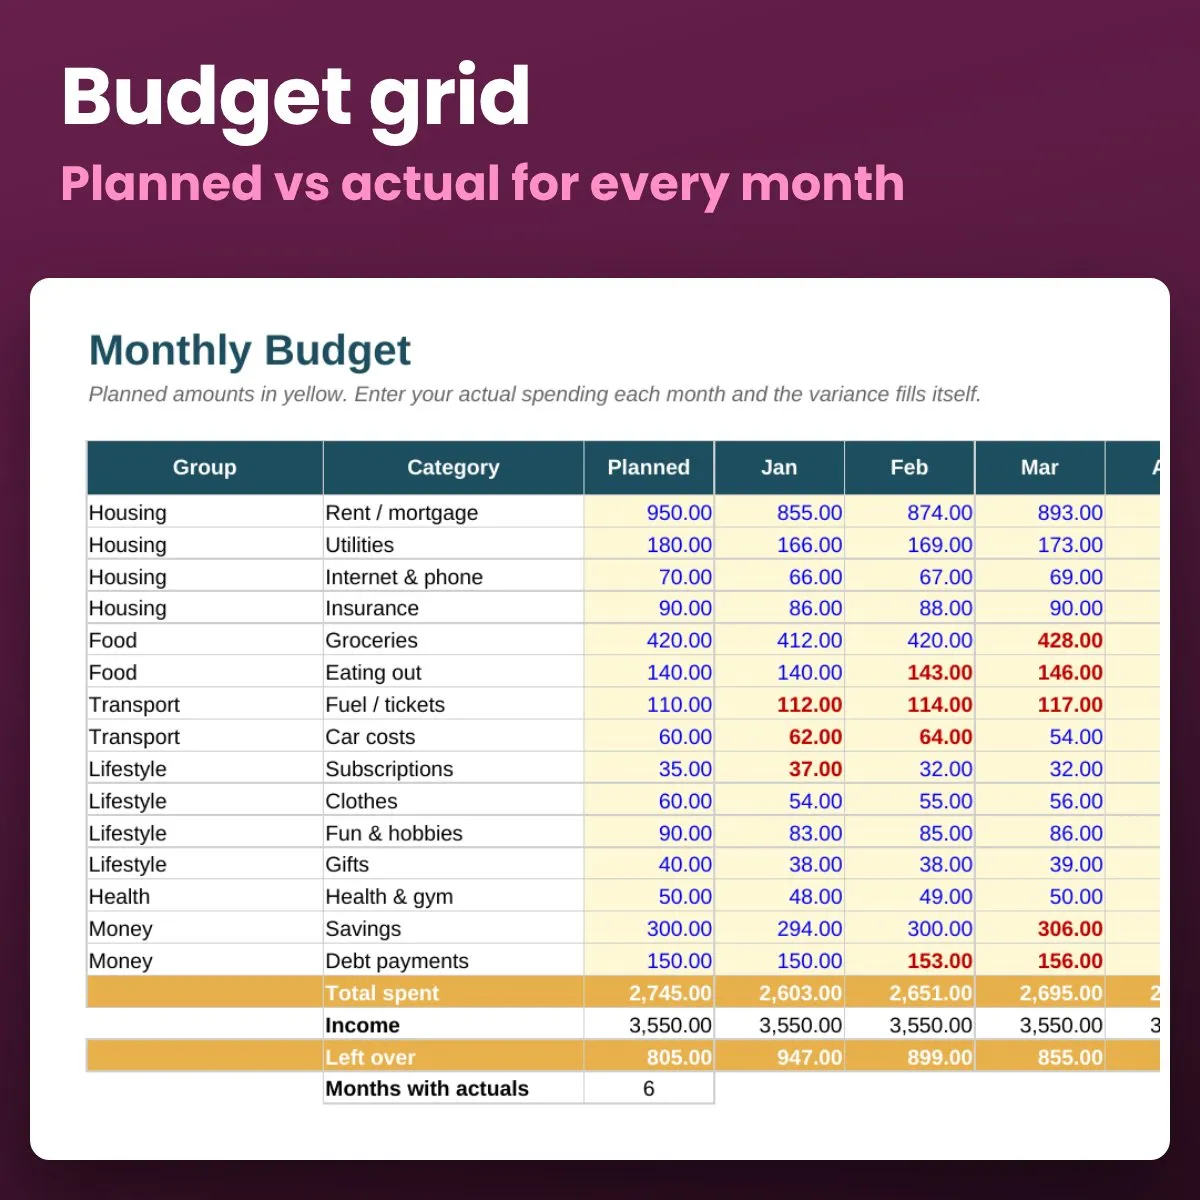 Budget grid
Planned vs actual for every month
Monthly Budget
Planned amounts in yellow. Enter your actual spending each month and the variance fills itself.
Group Category Planned Jan Feb Mar
Housing Rent / mortgage 950.00 855.00 874.00 893.00
Housing Utilities 180.00 166.00 169.00 173.00
Housing Internet & phone 70.00 66.00 67.00 69.00
Housing Insurance 90.00 86.00 88.00 90.00
Food Groceries 420.00 412.00 420.00 428.00
Food Eating out 140.00 140.00 143.00 146.00
Transport Fuel / tickets 110.00 112.00 114.00 117.00
Transport Car costs 60.00 62.00 64.00 54.00
Lifestyle Subscriptions 35.00 37.00 32.00 32.00
Lifestyle Clothes 60.00 54.00 55.00 56.00
Lifestyle Fun & hobbies 90.00 83.00 85.00 86.00
Lifestyle Gifts 40.00 38.00 38.00 39.00
Health Health & gym 50.00 48.00 49.00 50.00
Money Savings 300.00 294.00 300.00 306.00
Money Debt payments 150.00 150.00 153.00 156.00
Total spent 2,745.00 2,603.00 2,651.00 2,695.00
Income 3,550.00 3,550.00 3,550.00 3,550.00
Left over 805.00 947.00 899.00 855.00
Months with actuals 6